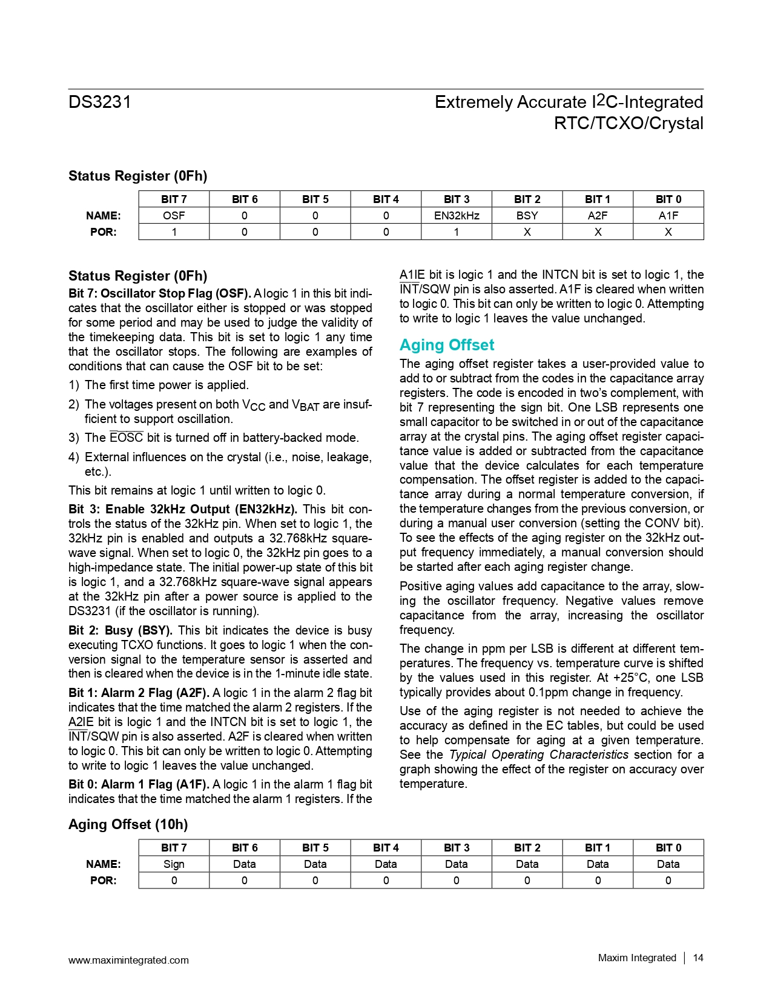 DS3231
Extremely Accurate I2C-Integrated
RTC/TCXO/Crystal
Status Register (0Fh)
BIT 7 BIT 6 BIT 5 BIT 4 BIT 3 BIT 2 BIT 1 BIT 0
NAME: OSF 0 0 0 EN32kHz BSY A2F A1F
POR: 1 0 0 0 1 X X X
Status Register (0Fh)
Bit 7: Oscillator Stop Flag (OSF). A logic 1 in this bit indi-
cates that the oscillator either is stopped or was stopped
for some period and may be used to judge the validity of
the timekeeping data. This bit is set to logic 1 any time
that the oscillator stops. The following are examples of
conditions that can cause the OSF bit to be set:
1) The first time power is applied.
2) The voltages present on both VCC and VBAT are insuf-
ficient to support oscillation.
3) The EOSC bit is turned off in battery-backed mode.
4) External influences on the crystal (i.e., noise, leakage,
etc.).
This bit remains at logic 1 until written to logic 0.
Bit 3: Enable 32kHz Output (EN32kHz). This bit con-
trols the status of the 32kHz pin. When set to logic 1, the
32kHz pin is enabled and outputs a 32.768kHz square-
wave signal. When set to logic 0, the 32kHz pin goes to a
high-impedance state. The initial power-up state of this bit
is logic 1, and a 32.768kHz square-wave signal appears
at the 32kHz pin after a power source is applied to the
DS3231 (if the oscillator is running).
Bit 2: Busy (BSY). This bit indicates the device is busy
executing TCXO functions. It goes to logic 1 when the con-
version signal to the temperature sensor is asserted and
then is cleared when the device is in the 1-minute idle state.
Bit 1: Alarm 2 Flag (A2F). A logic 1 in the alarm 2 flag bit
indicates that the time matched the alarm 2 registers. If the
A2IE bit is logic 1 and the INTCN bit is set to logic 1, the
INT/SQW pin is also asserted. A2F is cleared when written
to logic 0. This bit can only be written to logic 0. Attempting
to write to logic 1 leaves the value unchanged.
Bit 0: Alarm 1 Flag (A1F). A logic 1 in the alarm 1 flag bit
indicates that the time matched the alarm 1 registers. If the
A1IE bit is logic 1 and the INTCN bit is set to logic 1, the
INT/SQW pin is also asserted. A1F is cleared when written
to logic 0. This bit can only be written to logic 0. Attempting
to write to logic 1 leaves the value unchanged.
Aging Offset
The aging offset register takes a user-provided value to
add to or subtract from the codes in the capacitance array
registers. The code is encoded in two’s complement, with
bit 7 representing the sign bit. One LSB represents one
small capacitor to be switched in or out of the capacitance
array at the crystal pins. The aging offset register capaci-
tance value is added or subtracted from the capacitance
value that the device calculates for each temperature
compensation. The offset register is added to the capaci-
tance array during a normal temperature conversion, if
the temperature changes from the previous conversion, or
during a manual user conversion (setting the CONV bit).
To see the effects of the aging register on the 32kHz out-
put frequency immediately, a manual conversion should
be started after each aging register change.
Positive aging values add capacitance to the array, slow-
ing the oscillator frequency. Negative values remove
capacitance from the array, increasing the oscillator
frequency.
The change in ppm per LSB is different at different tem-
peratures. The frequency vs. temperature curve is shifted
by the values used in this register. At +25°C, one LSB
typically provides about 0.1ppm change in frequency.
Use of the aging register is not needed to achieve the
accuracy as defined in the EC tables, but could be used
to help compensate for aging at a given temperature.
See the Typical Operating Characteristics section for a
graph showing the effect of the register on accuracy over
temperature.
Aging Offset (10h)
BIT 7 BIT 6 BIT 5 BIT 4 BIT 3 BIT 2 BIT 1 BIT 0
NAME: Sign Data Data Data Data Data Data Data
POR: 0 0 0 0 0 0 0 0
www.maximintegrated.com
Maxim Integrated | 14